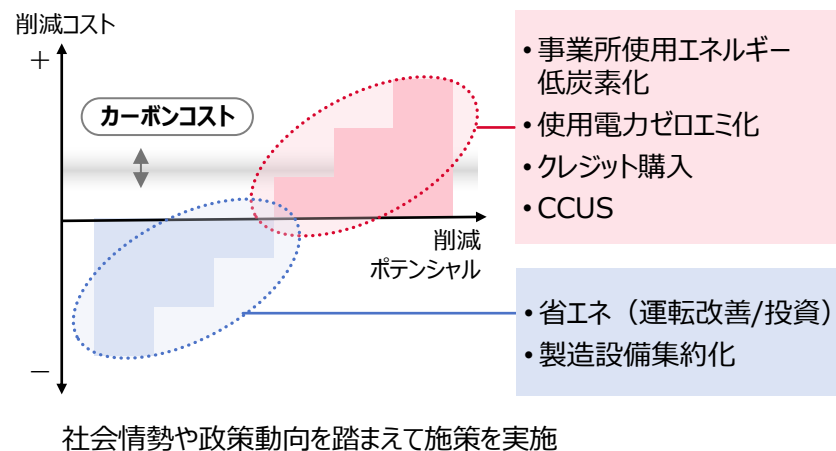 削減コスト
＋
カーボンコスト
－
削減
ポテンシャル
• 事業所使用エネルギー
低炭素化
• 使用電力ゼロエミ化
• クレジット購入
• CCUS
• 省エネ（運転改善/投資）
• 製造設備集約化
社会情勢や政策動向を踏まえて施策を実施